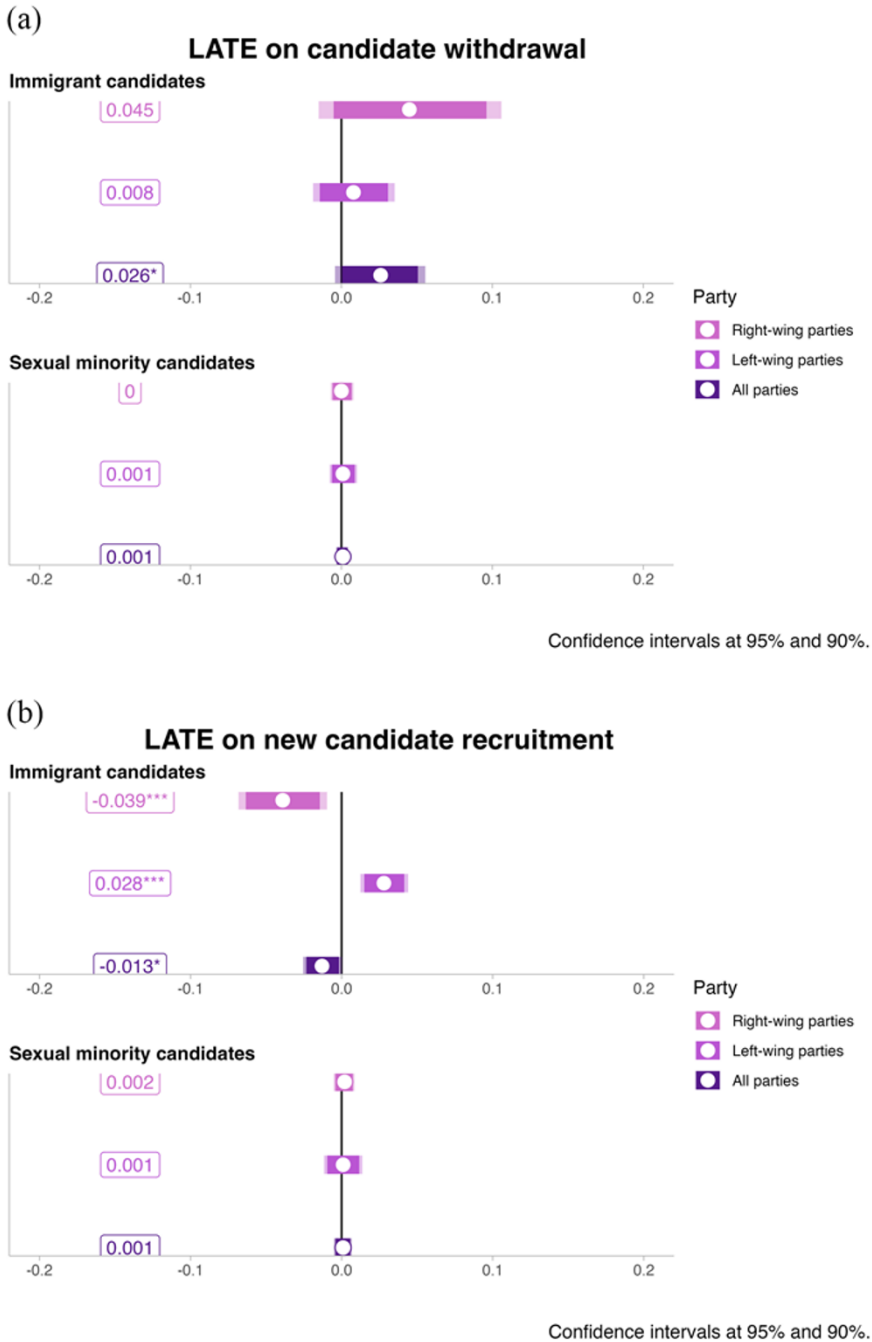 (a)
LATE on candidate withdrawal
Immigrant candidates
0.045
0.008
0.026*
-0.2 -0.1 0.0 0.1 0.2
Party
Right-wing parties
Left-wing parties
All parties
Sexual minority candidates
0
0.001
0.001
-0.2 -0.1 0.0 0.1 0.2
Confidence intervals at 95% and 90%.
(b)
LATE on new candidate recruitment
Immigrant candidates
-0.039***
0.028***
-0.013*
-0.2 -0.1 0.0 0.1 0.2
Party
Right-wing parties
Left-wing parties
All parties
Sexual minority candidates
0.002
0.001
0.001
-0.2 -0.1 0.0 0.1 0.2
Confidence intervals at 95% and 90%.